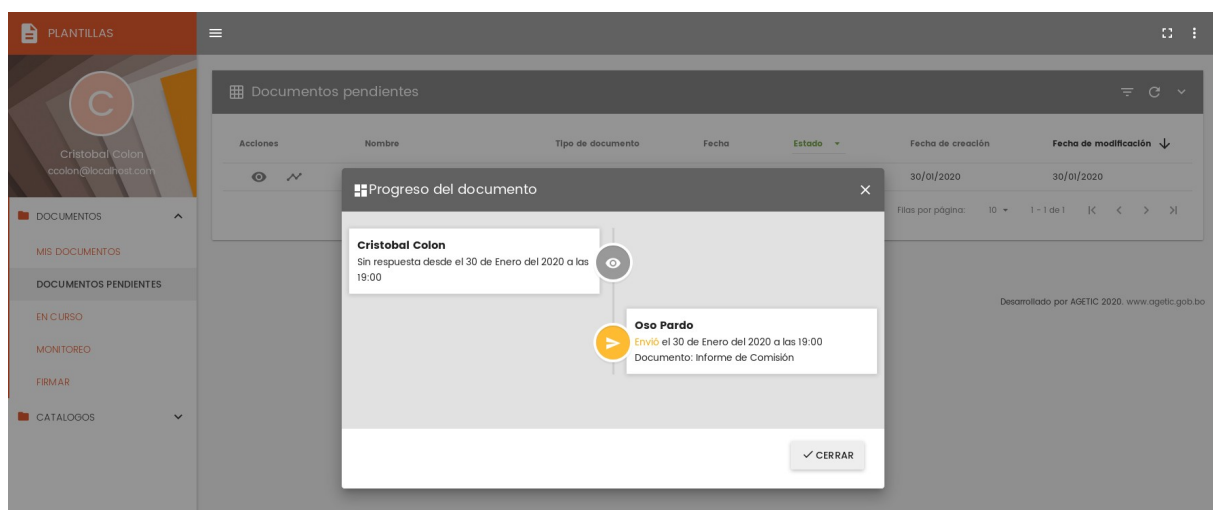 PLANTILLAS
C
Cristobal Colon
ccolon@localhost.com
DOCUMENTOS
MIS DOCUMENTOS
DOCUMENTOS PENDIENTES
EN CURSO
MONITOREO
FIRMAR
CATALOGOS
Documentos pendientes
Acciones Nombre Tipo de documento Fecha Estado Fecha de creación Fecha de modificación
30/01/2020 30/01/2020
Filas por página: 10 1 - 1 de 1
Progreso del documento
Cristobal Colon
Sin respuesta desde el 30 de Enero del 2020 a las
19:00
Oso Pardo
Envió el 30 de Enero del 2020 a las 19:00
Documento: Informe de Comisión
CERRAR
Desarrollado por AGETIC 2020. www.agetic.gob.bo